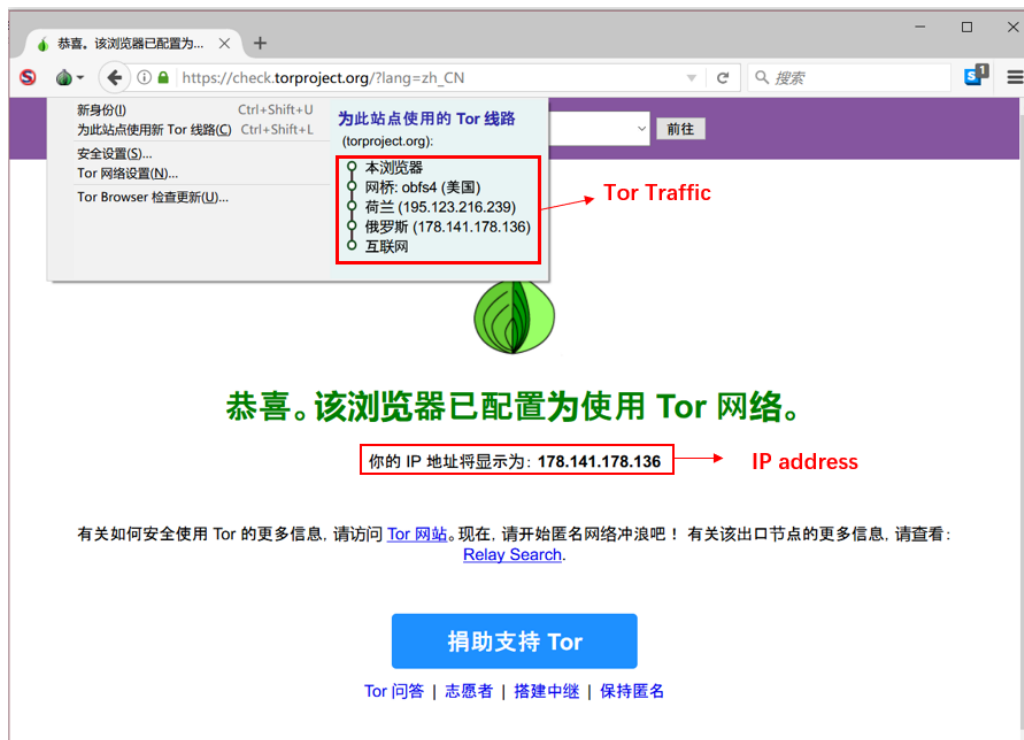 恭喜。该浏览器已配置为...
https://check.torproject.org/?lang=zh_CN
搜索
1
新身份(I) Ctrl+Shift+U
为此站点使用新 Tor 线路(C) Ctrl+Shift+L
安全设置(S)...
Tor 网络设置(N)...
Tor Browser 检查更新(U)...
为此站点使用的 Tor 线路
(torproject.org):
本浏览器
网桥: obfs4 (美国)
荷兰 (195.123.216.239)
俄罗斯 (178.141.178.136)
互联网
前往
Tor Traffic
恭喜。该浏览器已配置为使用 Tor 网络。
你的 IP 地址将显示为: 178.141.178.136
IP address
有关如何安全使用 Tor 的更多信息, 请访问 Tor 网站。现在, 请开始匿名网络冲浪吧！ 有关该出口节点的更多信息, 请查看:
Relay Search.
捐助支持 Tor
Tor 问答 | 志愿者 | 搭建中继 | 保持匿名